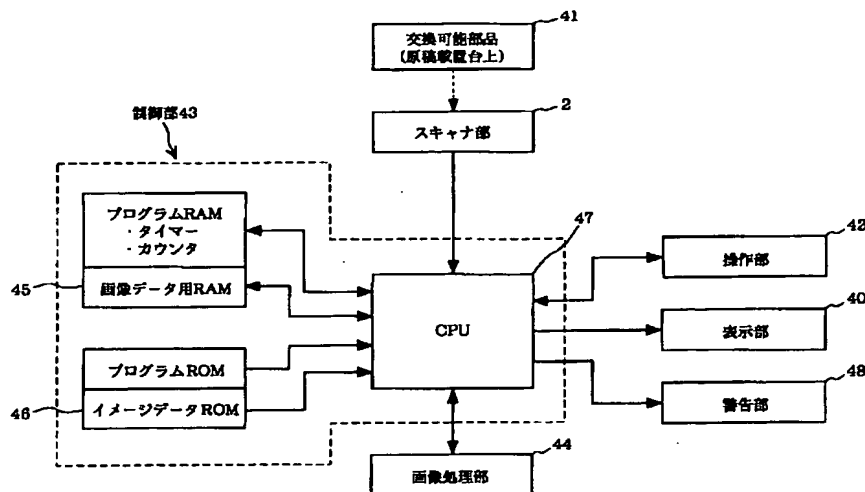 41
交換可能部品
(原稿載置台上)
2
スキャナ部
制御部43
プログラムRAM
・タイマー
・カウンタ
45
画像データ用RAM
プログラムROM
46
イメージデータROM
47
CPU
42
操作部
40
表示部
48
警告部
44
画像処理部